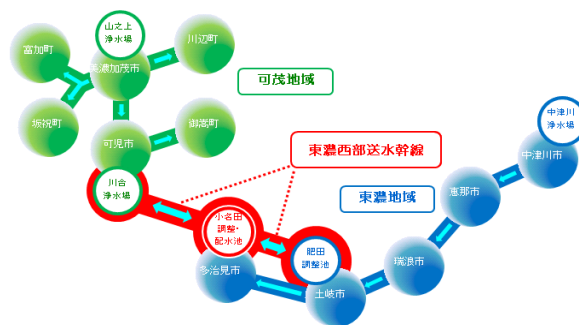 山之上
浄水場
富加町
川辺町
美濃加茂市
可茂地域
坂祝町
御嵩町
可児市
川合
浄水場
東濃西部送水幹線
中津川
浄水場
中津川市
東濃地域
恵那市
小名田
調整・
配水池
肥田
調整池
多治見市
瑞浪市
土岐市